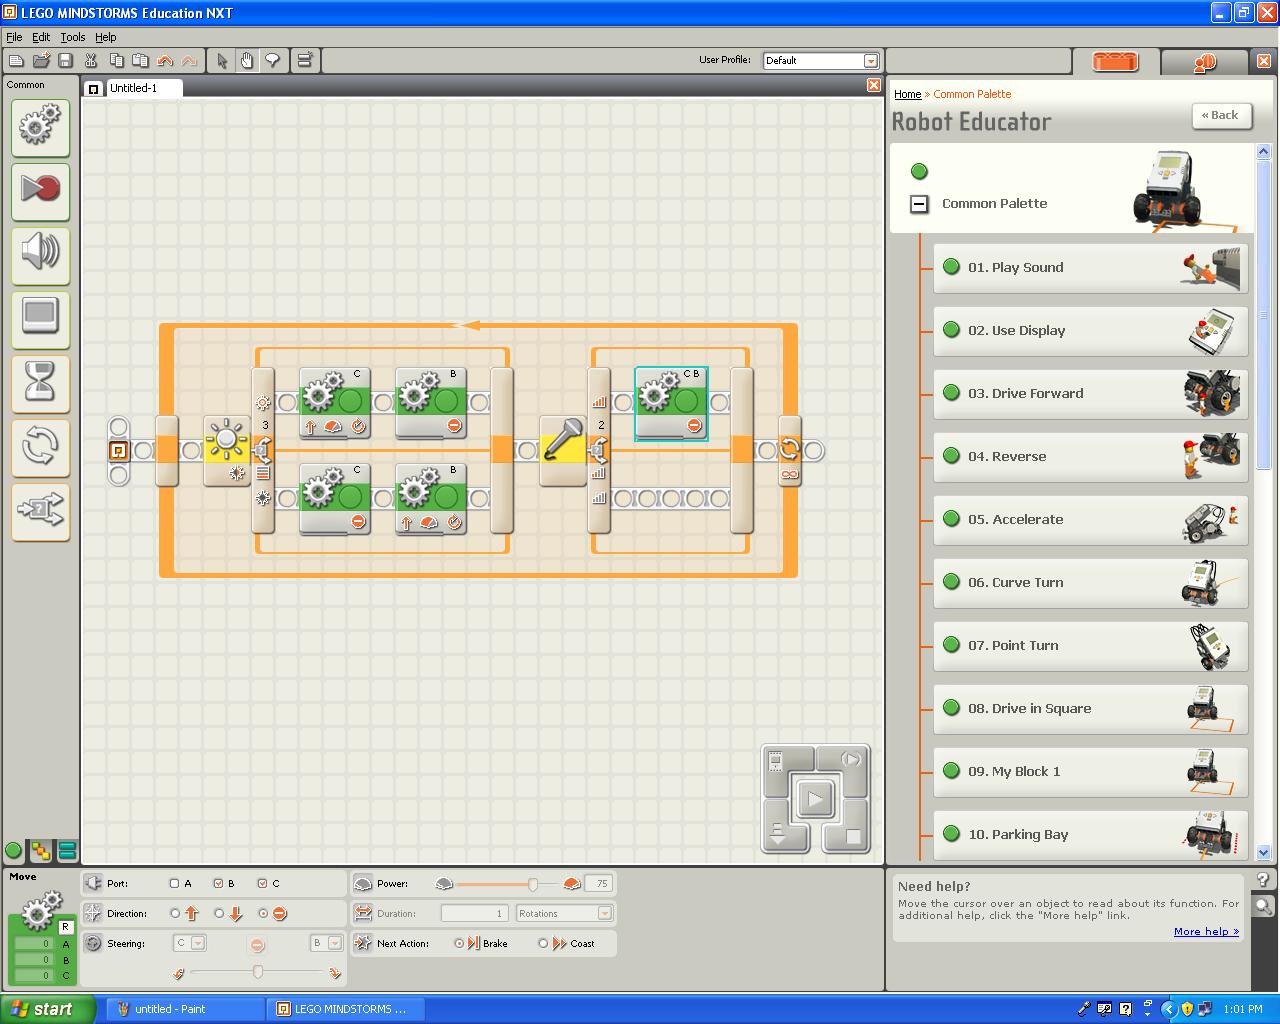 LEGO MINDSTORMS Education NXT
File Edit Tools Help
User Profile: Default
Common
Untitled-1
Home » Common Palette
Robot Educator
« Back
Common Palette
01. Play Sound
02. Use Display
03. Drive Forward
04. Reverse
05. Accelerate
06. Curve Turn
07. Point Turn
08. Drive in Square
09. My Block 1
10. Parking Bay
C B C B
3 2
C B
Move
R
0 A
0 B
0 C
Port: A B C
Direction:
Steering: C B
Power: 75
Duration: 1 Rotations
Next Action: Brake Coast
Need help?
Move the cursor over an object to read about its function. For
additional help, click the "More help" link.
More help »
start untitled - Paint LEGO MINDSTORMS ... 1:01 PM